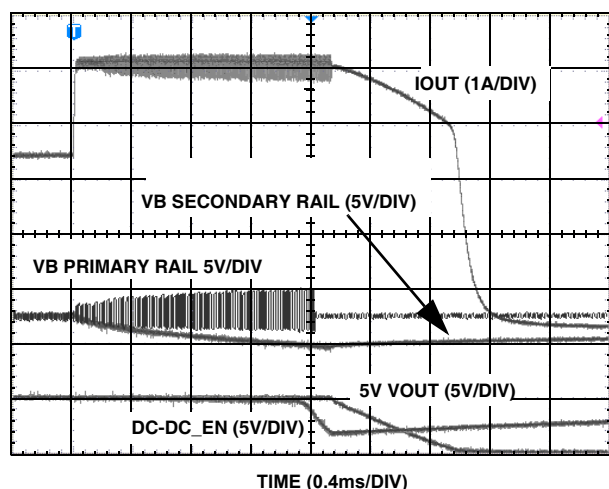 T
IOUT (1A/DIV)
VB SECONDARY RAIL (5V/DIV)
VB PRIMARY RAIL 5V/DIV
5V VOUT (5V/DIV)
DC-DC_EN (5V/DIV)
TIME (0.4ms/DIV)